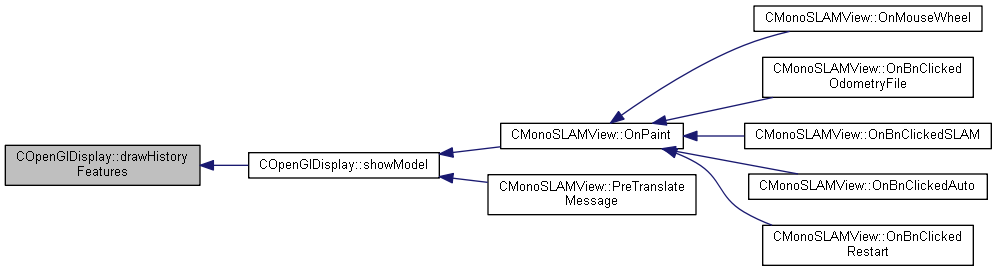 COpenGlDisplay::drawHistory
Features
COpenGlDisplay::showModel
CMonoSLAMView::OnPaint
CMonoSLAMView::PreTranslate
Message
CMonoSLAMView::OnMouseWheel
CMonoSLAMView::OnBnClicked
OdometryFile
CMonoSLAMView::OnBnClickedSLAM
CMonoSLAMView::OnBnClickedAuto
CMonoSLAMView::OnBnClicked
Restart